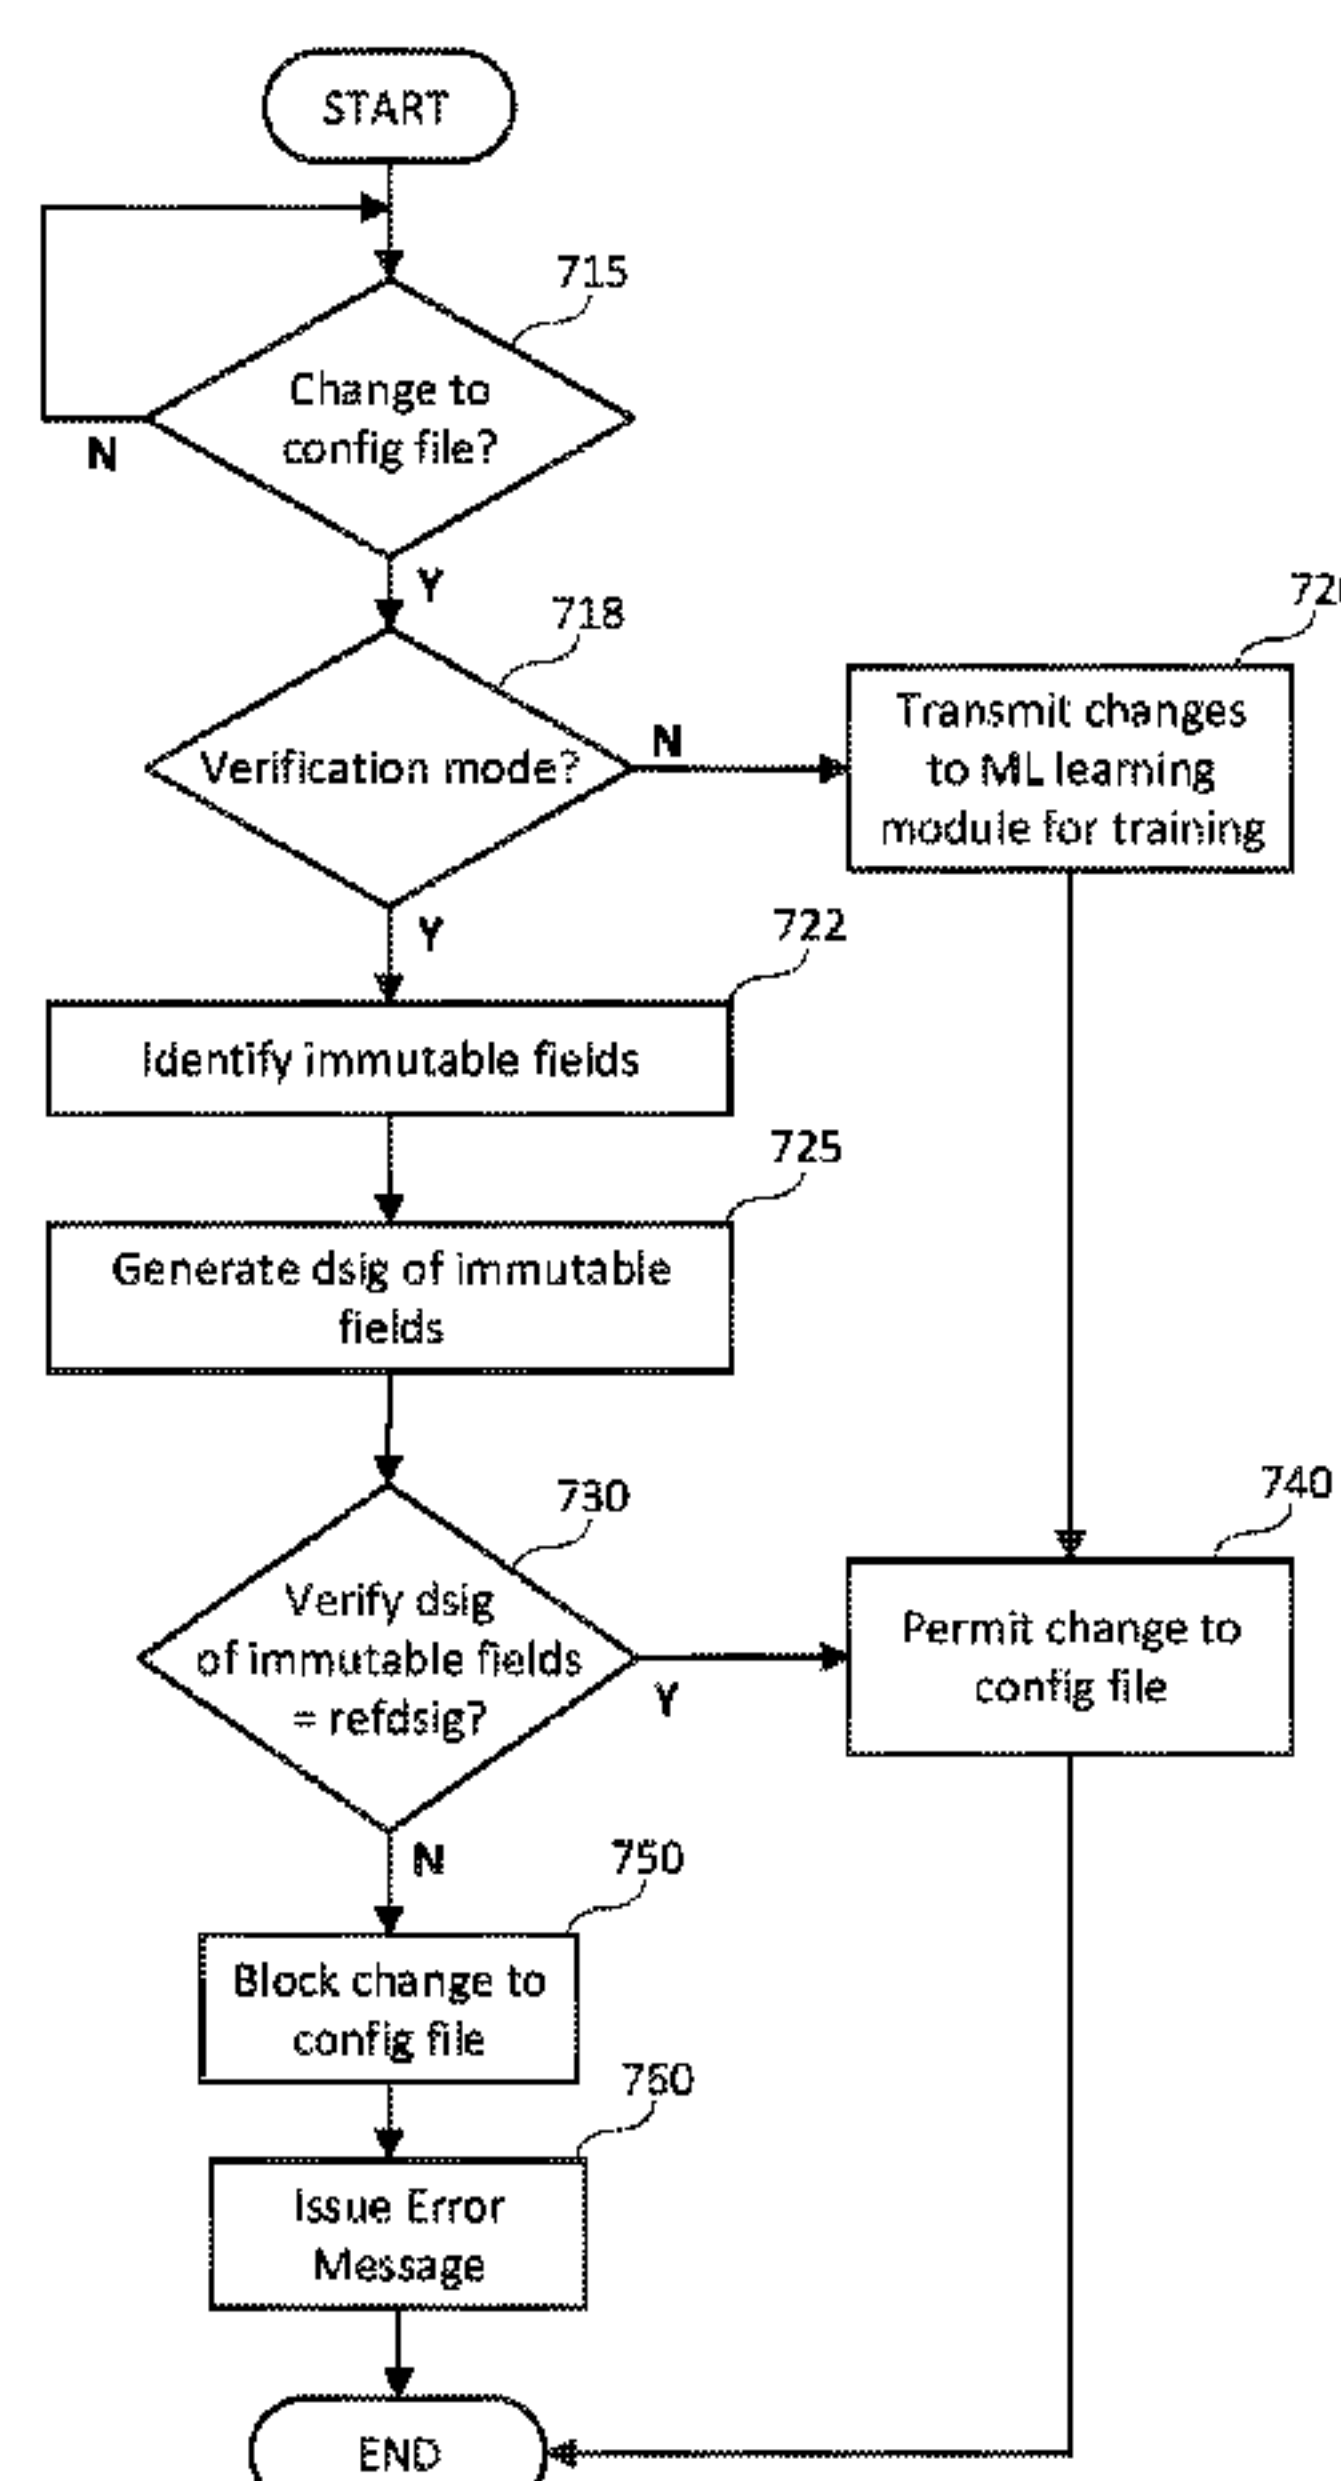 START
715
Change to
config file?
N
Y
718
Verification mode?
N
Transmit changes
to ML learning
module for training
Y
722
Identify immutable fields
725
Generate dsig of immutable
fields
730
Verify dsig
of immutable fields
= refdsig?
Y
740
Permit change to
config file
N
750
Block change to
config file
760
Issue Error
Message
END